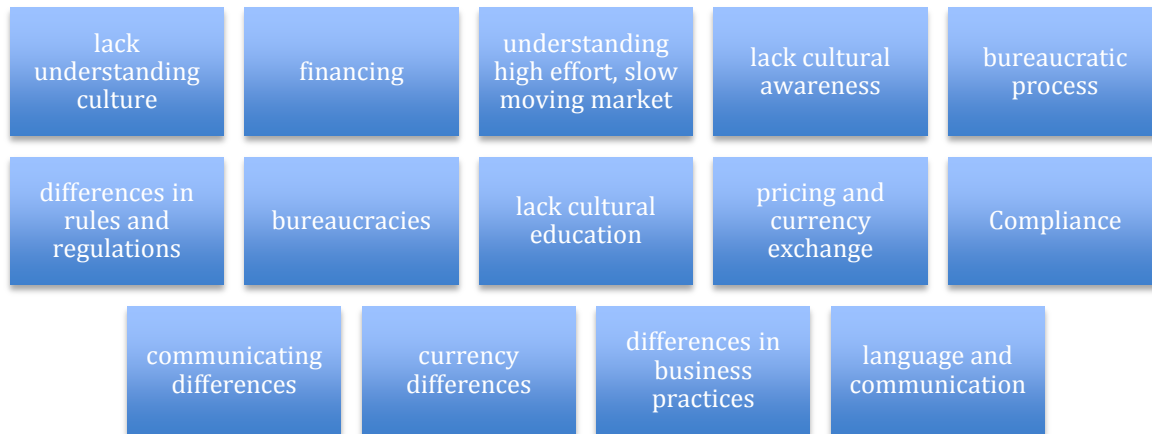 lack
understanding
culture
financing
understanding
high effort, slow
moving market
lack cultural
awareness
bureaucratic
process
differences in
rules and
regulations
bureaucracies
lack cultural
education
pricing and
currency
exchange
Compliance
communicating
differences
currency
differences
differences in
business
practices
language and
communication